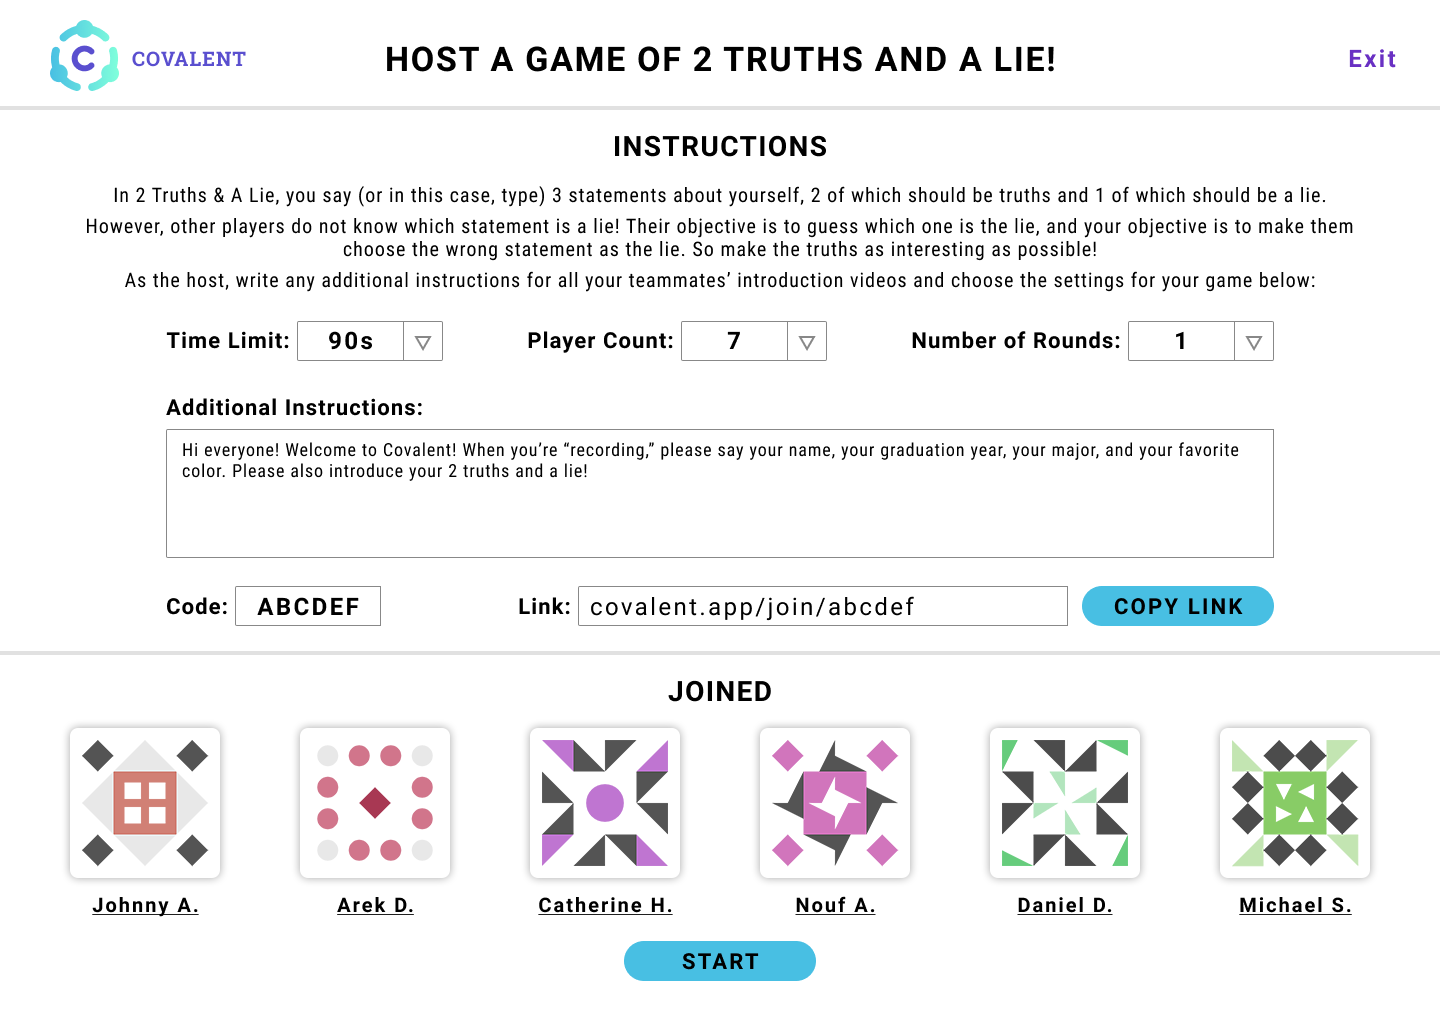 C COVALENT
HOST A GAME OF 2 TRUTHS AND A LIE!
Exit
INSTRUCTIONS
In 2 Truths & A Lie, you say (or in this case, type) 3 statements about yourself, 2 of which should be truths and 1 of which should be a lie.
However, other players do not know which statement is a lie! Their objective is to guess which one is the lie, and your objective is to make them
choose the wrong statement as the lie. So make the truths as interesting as possible!
As the host, write any additional instructions for all your teammates’ introduction videos and choose the settings for your game below:
Time Limit: 90s
Player Count: 7
Number of Rounds: 1
Additional Instructions:
Hi everyone! Welcome to Covalent! When you’re “recording,” please say your name, your graduation year, your major, and your favorite
color. Please also introduce your 2 truths and a lie!
Code: ABCDEF
Link: covalent.app/join/abcdef
COPY LINK
JOINED
Johnny A.
Arek D.
Catherine H.
Nouf A.
Daniel D.
Michael S.
START